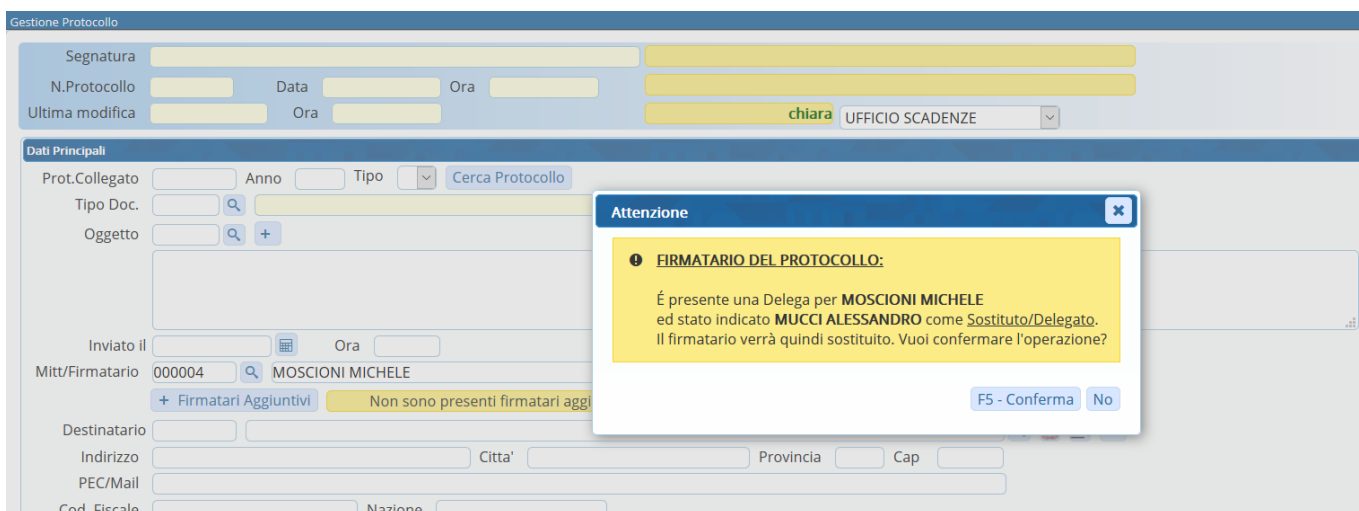 Gestione Protocollo
Segnatura
N.Protocollo Data Ora
Ultima modifica Ora chiara UFFICIO SCADENZE
Dati Principali
Prot.Collegato Anno Tipo Cerca Protocollo
Tipo Doc.
Oggetto +
Attenzione
FIRMATARIO DEL PROTOCOLLO:
É presente una Delega per MOSCIONI MICHELE
ed stato indicato MUCCI ALESSANDRO come Sostituto/Delegato.
Il firmatario verrà quindi sostituito. Vuoi confermare l'operazione?
F5 - Conferma No
Inviato il Ora
Mitt/Firmatario 000004 MOSCIONI MICHELE
+ Firmatari Aggiuntivi Non sono presenti firmatari aggi
Destinatario
Indirizzo Citta' Provincia Cap
PEC/Mail
Cod. Fiscale Nazione